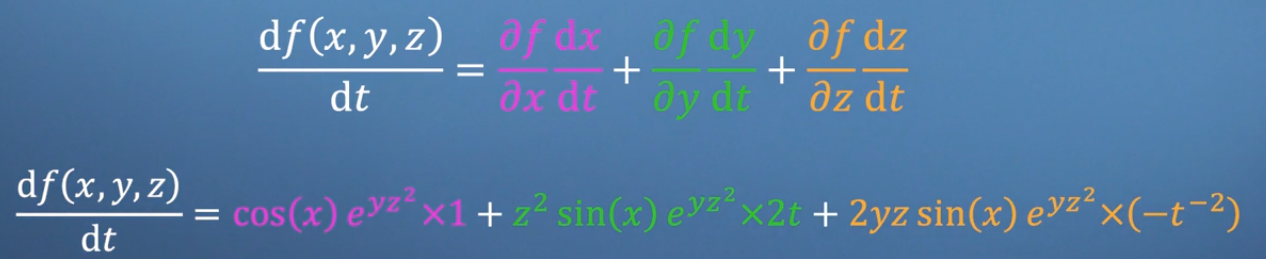 df(x, y, z)/dt = ∂f/∂x dx/dt + ∂f/∂y dy/dt + ∂f/∂z dz/dt
df(x, y, z)/dt = cos(x) e^{yz²}×1 + z² sin(x) e^{yz²}×2t + 2yz sin(x) e^{yz²}×(−t⁻²)